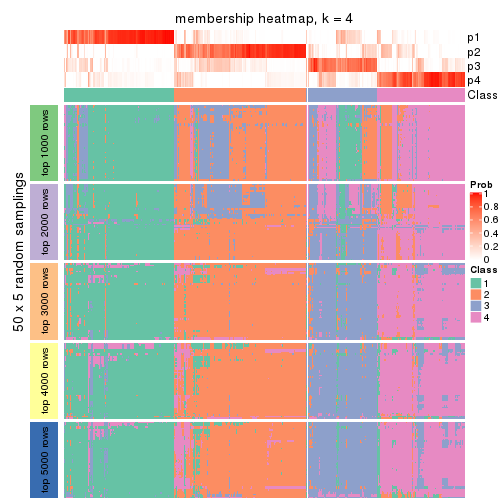 membership heatmap, k = 4
p1
p2
p3
p4
Class
50 x 5 random samplings
top 1000 rows
top 2000 rows
top 3000 rows
top 4000 rows
top 5000 rows
Prob
1
0.8
0.6
0.4
0.2
0
Class
1
2
3
4